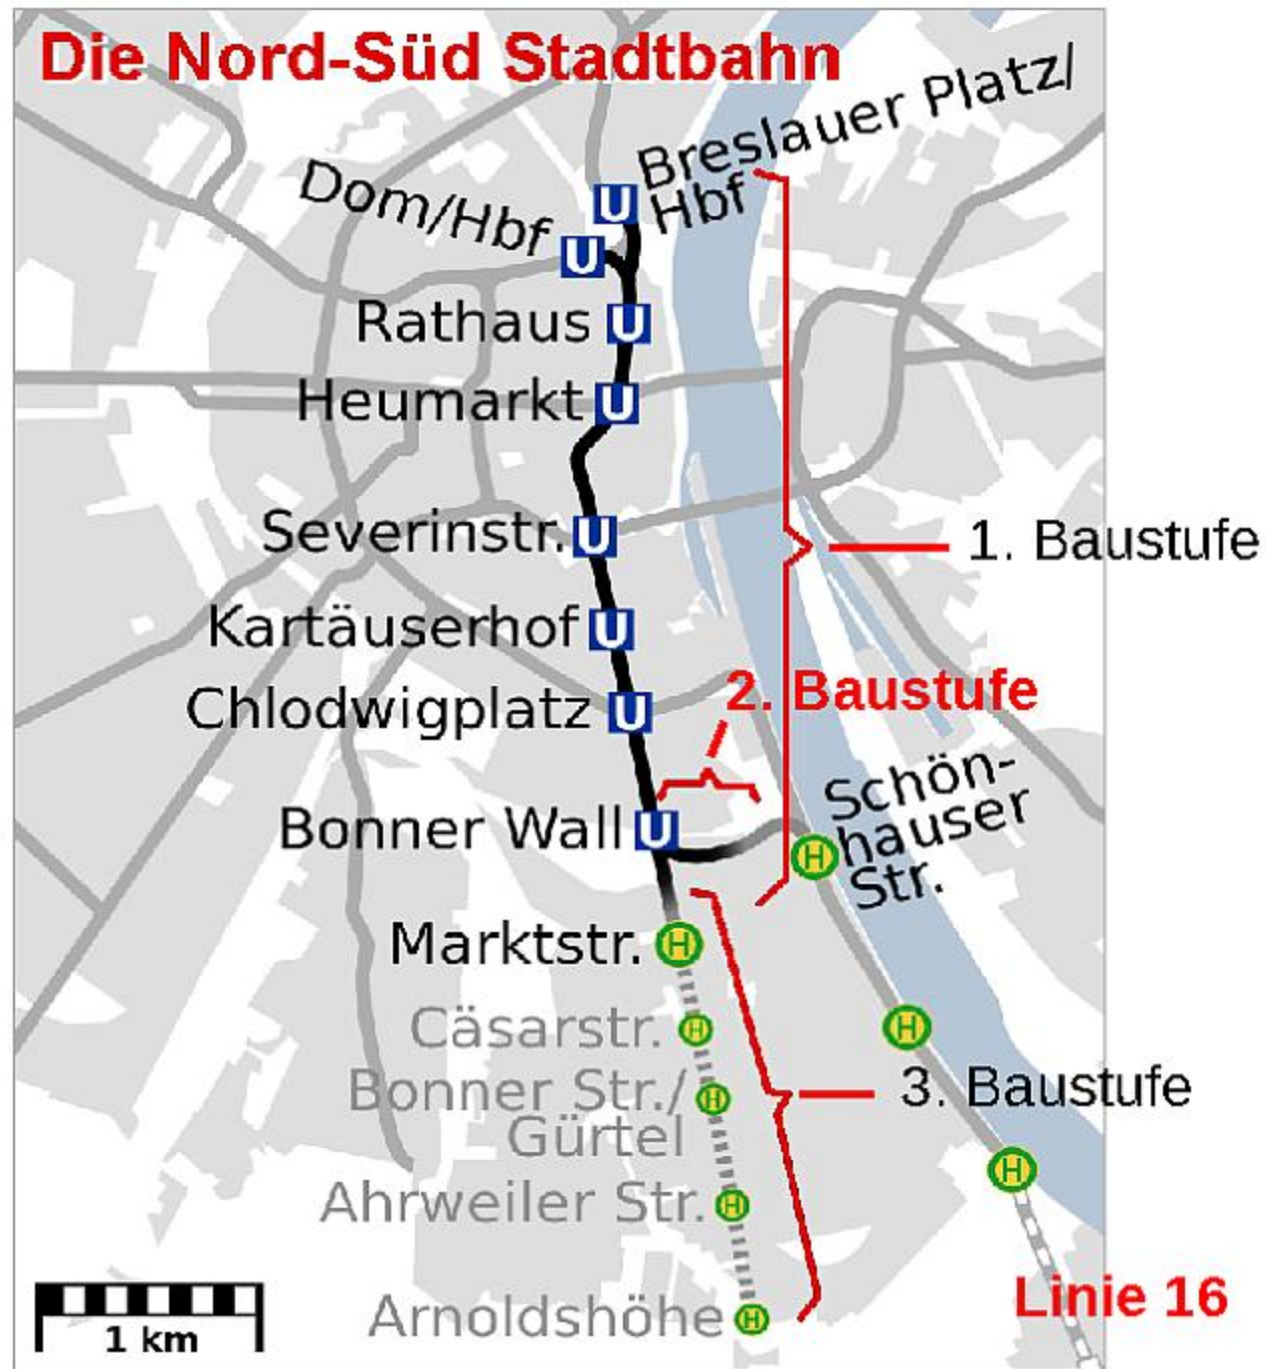 Die Nord-Süd Stadtbahn
Breslauer Platz/
Hbf
U
Dom/Hbf
U
Rathaus U
Heumarkt U
Severinstr. U
1. Baustufe
Kartäuserhof U
2. Baustufe
Chlodwigplatz U
Schön-
hauser
Str.
H
Bonner Wall U
Marktstr. H
Cäsarstr. H
H
Bonner Str./
Gürtel
H
3. Baustufe
H
Ahrweiler Str. H
Linie 16
Arnoldshöhe H
1 km